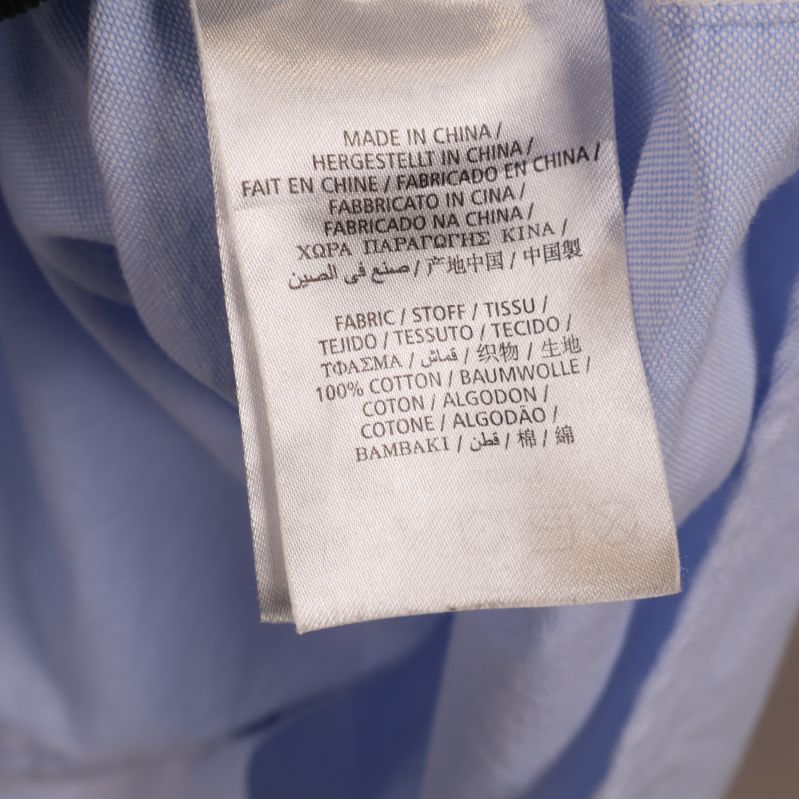 MADE IN CHINA /
HERGESTELLT IN CHINA /
FAIT EN CHINE / FABRICADO EN CHINA /
FABBRICATO IN CINA /
FABRICADO NA CHINA /
ΧΩΡΑ ΠΑΡΑΓΩΓΗΣ ΚΙΝΑ /
صنع في الصين / 产地中国 / 中国製
FABRIC / STOFF / TISSU /
TEJIDO / TESSUTO / TECIDO /
ΤΦΑΣΜΑ / قماش / 织物 / 生地
100% COTTON / BAUMWOLLE /
COTON / ALGODON /
COTONE / ALGODÃO /
ΒΑΜΒΑΚΙ / قطن / 棉 / 綿